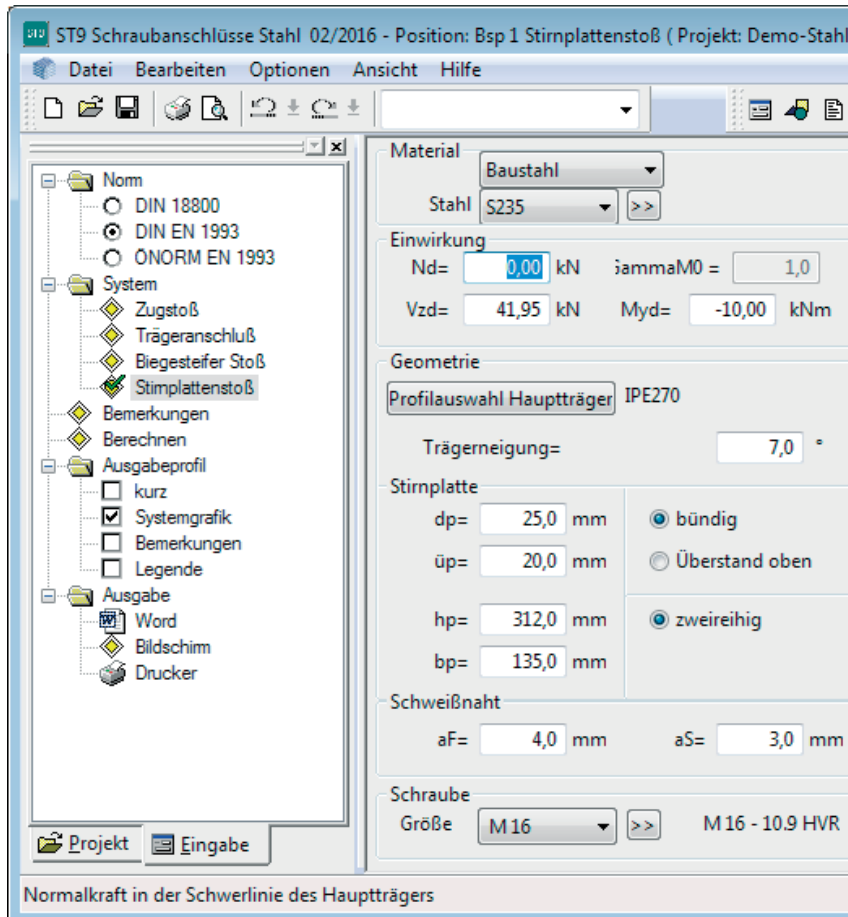 ST9 Schraubanschlüsse Stahl 02/2016 - Position: Bsp 1 Stirnplattenstoß ( Projekt: Demo-Stahl
Datei Bearbeiten Optionen Ansicht Hilfe
Norm
DIN 18800
DIN EN 1993
ÖNORM EN 1993
System
Zugstoß
Trägeranschluß
Biegesteifer Stoß
Stirnplattenstoß
Bemerkungen
Berechnen
Ausgabeprofil
kurz
Systemgrafik
Bemerkungen
Legende
Ausgabe
Word
Bildschirm
Drucker
Projekt Eingabe
Material
Baustahl
Stahl S235 >>
Einwirkung
Nd= 0,00 kN GammaM0 = 1,0
Vzd= 41,95 kN Myd= -10,00 kNm
Geometrie
Profilauswahl Hauptträger IPE270
Trägerneigung= 7,0 °
Stirnplatte
dp= 25,0 mm bündig
üp= 20,0 mm Überstand oben
hp= 312,0 mm zweireihig
bp= 135,0 mm
Schweißnaht
aF= 4,0 mm aS= 3,0 mm
Schraube
Größe M 16 >> M 16 - 10.9 HVR
Normalkraft in der Schwerlinie des Hauptträgers